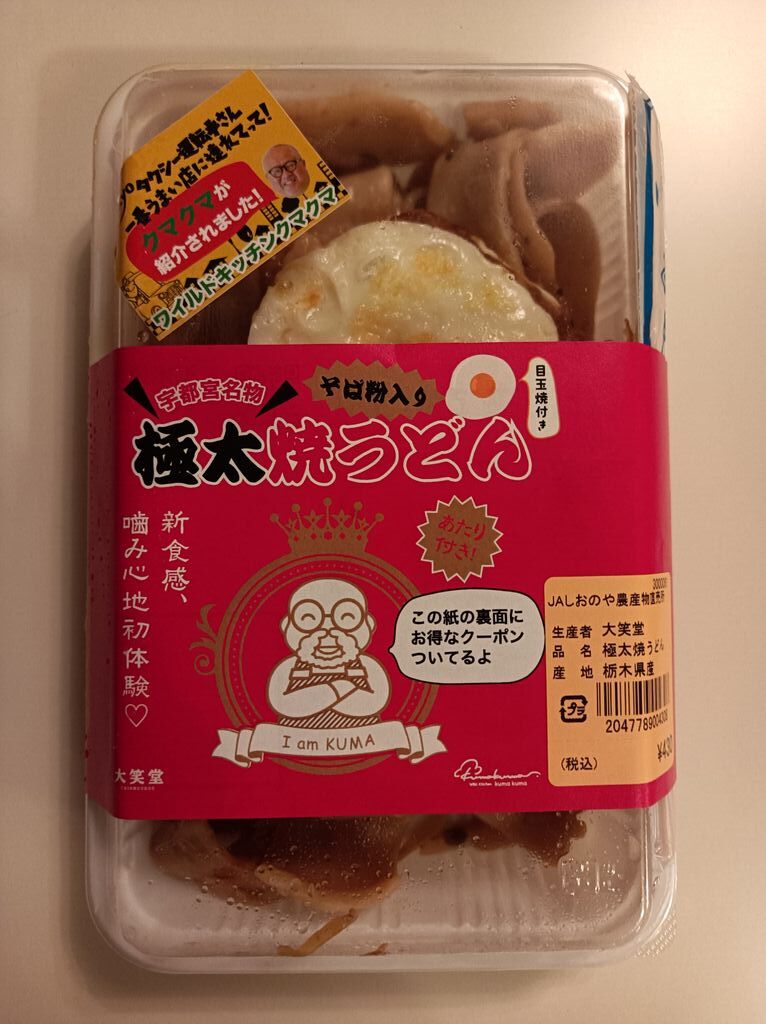 タクシー運転手さん
一番うまい店に連れてって!
クマクマが
紹介されました!
ワイルドキッチンクマクマ
宇都宮名物
そば粉入り
目玉焼付き
極太焼うどん
新食感、
噛み心地初体験♡
あたり
付き!
この紙の裏面に
お得なクーポン
ついてるよ
I am KUMA
大笑堂
kuma kuma
JAしおのや農産物直売所
生産者 大笑堂
品 名 極太焼うどん
産 地 栃木県産
プラ
(税込)